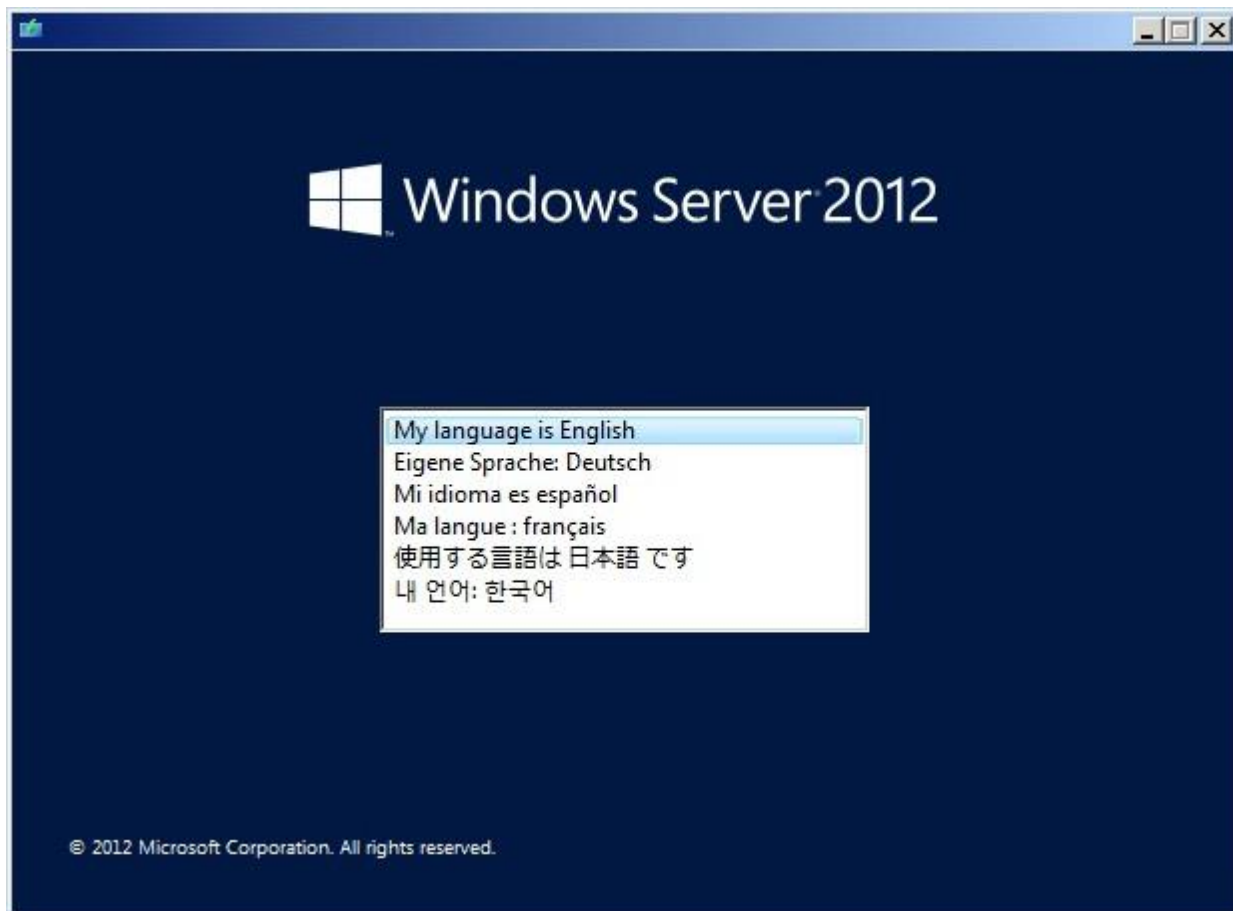 Windows Server 2012
My language is English
Eigene Sprache: Deutsch
Mi idioma es español
Ma langue : français
使用する言語は 日本語 です
내 언어: 한국어
© 2012 Microsoft Corporation. All rights reserved.